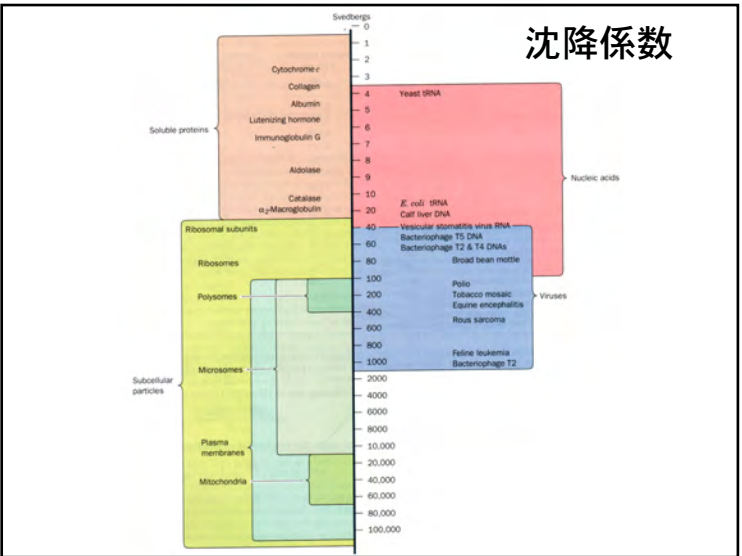 Svedbergs
沈降係数
0
1
2
3
4
5
6
7
8
9
10
20
40
60
80
100
200
400
600
800
1000
2000
4000
6000
8000
10,000
20,000
40,000
60,000
80,000
100,000
Soluble proteins
Cytochrome c
Collagen
Albumin
Lutenizing hormone
Immunoglobulin G
Aldolase
Catalase
α2-Macroglobulin
Nucleic acids
Yeast tRNA
E. coli tRNA
Calf liver DNA
Vesicular stomatitis virus RNA
Bacteriophage T5 DNA
Bacteriophage T2 & T4 DNAs
Viruses
Broad bean mottle
Polio
Tobacco mosaic
Equine encephalitis
Rous sarcoma
Feline leukemia
Bacteriophage T2
Subcellular
particles
Ribosomal subunits
Ribosomes
Polysomes
Microsomes
Plasma
membranes
Mitochondria